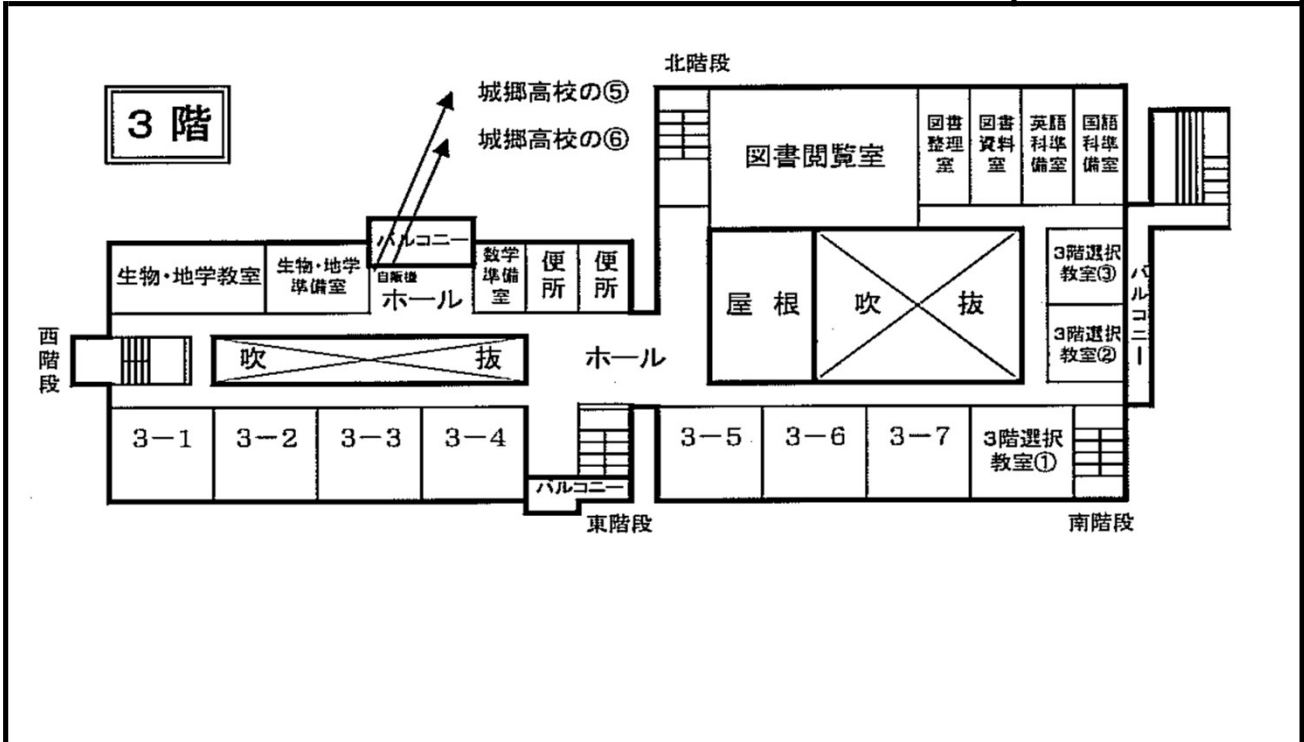 3階
城郷高校の⑤
城郷高校の⑥
北階段
図書閲覧室
図書
整理
室
図書
資料
室
英語
科準
備室
国語
科準
備室
バルコニー
生物・地学教室
生物・地学
準備室
自販機
ホール
数学
準備
室
便
所
便
所
屋根
吹抜
3階選択
教室③
3階選択
教室②
バルコニー
西
階
段
吹抜
ホール
3-1
3-2
3-3
3-4
バルコニー
東階段
3-5
3-6
3-7
3階選択
教室①
南階段